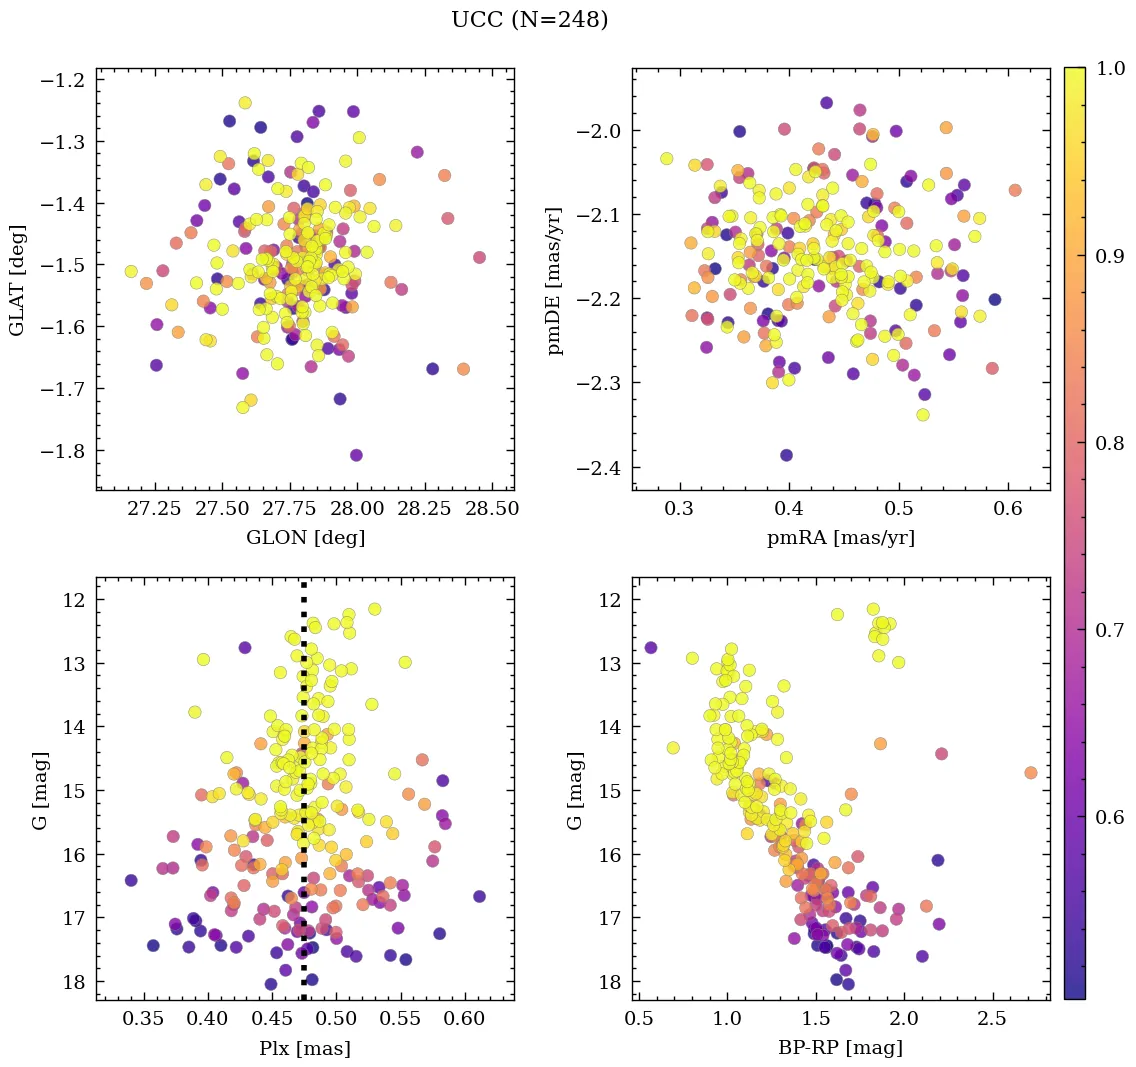 UCC (N=248)
−1.2
−1.3
−1.4
−1.5
−1.6
−1.7
−1.8
GLAT [deg]
27.25 27.50 27.75 28.00 28.25 28.50
GLON [deg]
−2.0
−2.1
−2.2
−2.3
−2.4
pmDE [mas/yr]
0.3 0.4 0.5 0.6
pmRA [mas/yr]
1.0
0.9
0.8
0.7
0.6
12
13
14
15
16
17
18
G [mag]
0.35 0.40 0.45 0.50 0.55 0.60
Plx [mas]
12
13
14
15
16
17
18
G [mag]
0.5 1.0 1.5 2.0 2.5
BP-RP [mag]